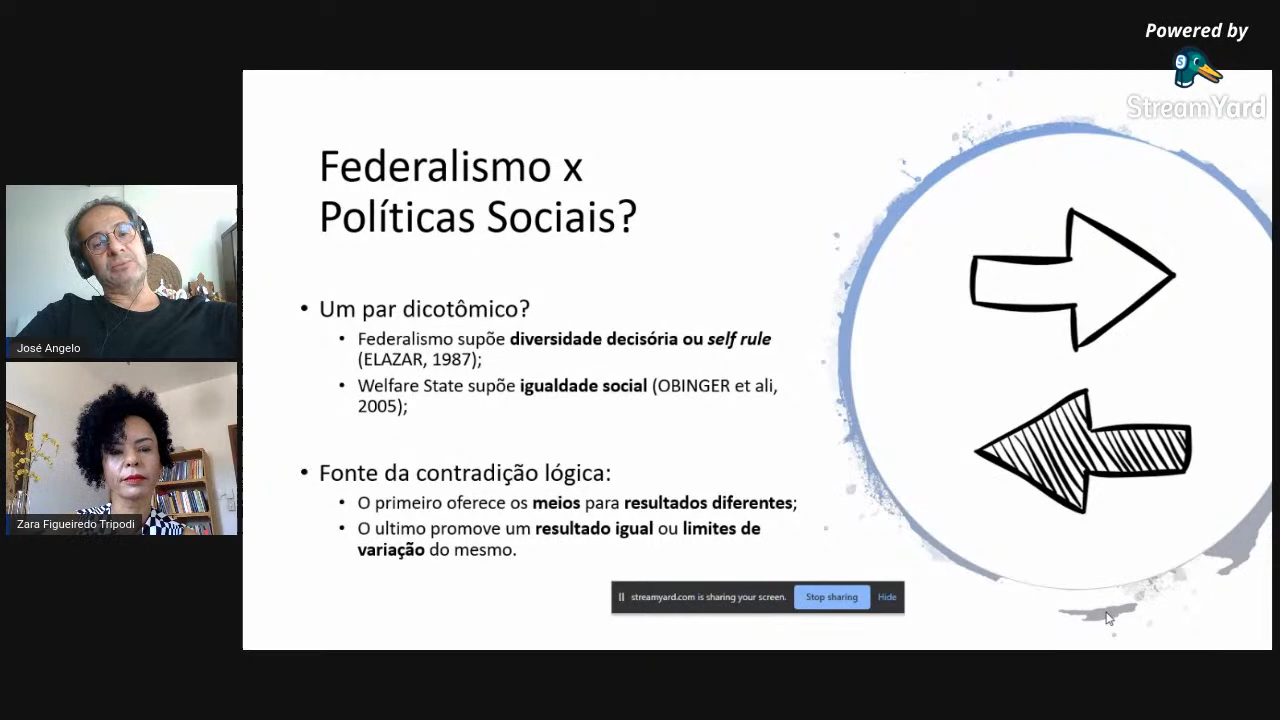 Powered by
StreamYard
Federalismo x
Políticas Sociais?
• Um par dicotômico?
• Federalismo supõe diversidade decisória ou self rule
(ELAZAR, 1987);
• Welfare State supõe igualdade social (OBINGER et ali,
2005);
• Fonte da contradição lógica:
• O primeiro oferece os meios para resultados diferentes;
• O ultimo promove um resultado igual ou limites de
variação do mesmo.
José Angelo
Zara Figueiredo Tripodi
streamyard.com is sharing your screen. Stop sharing Hide